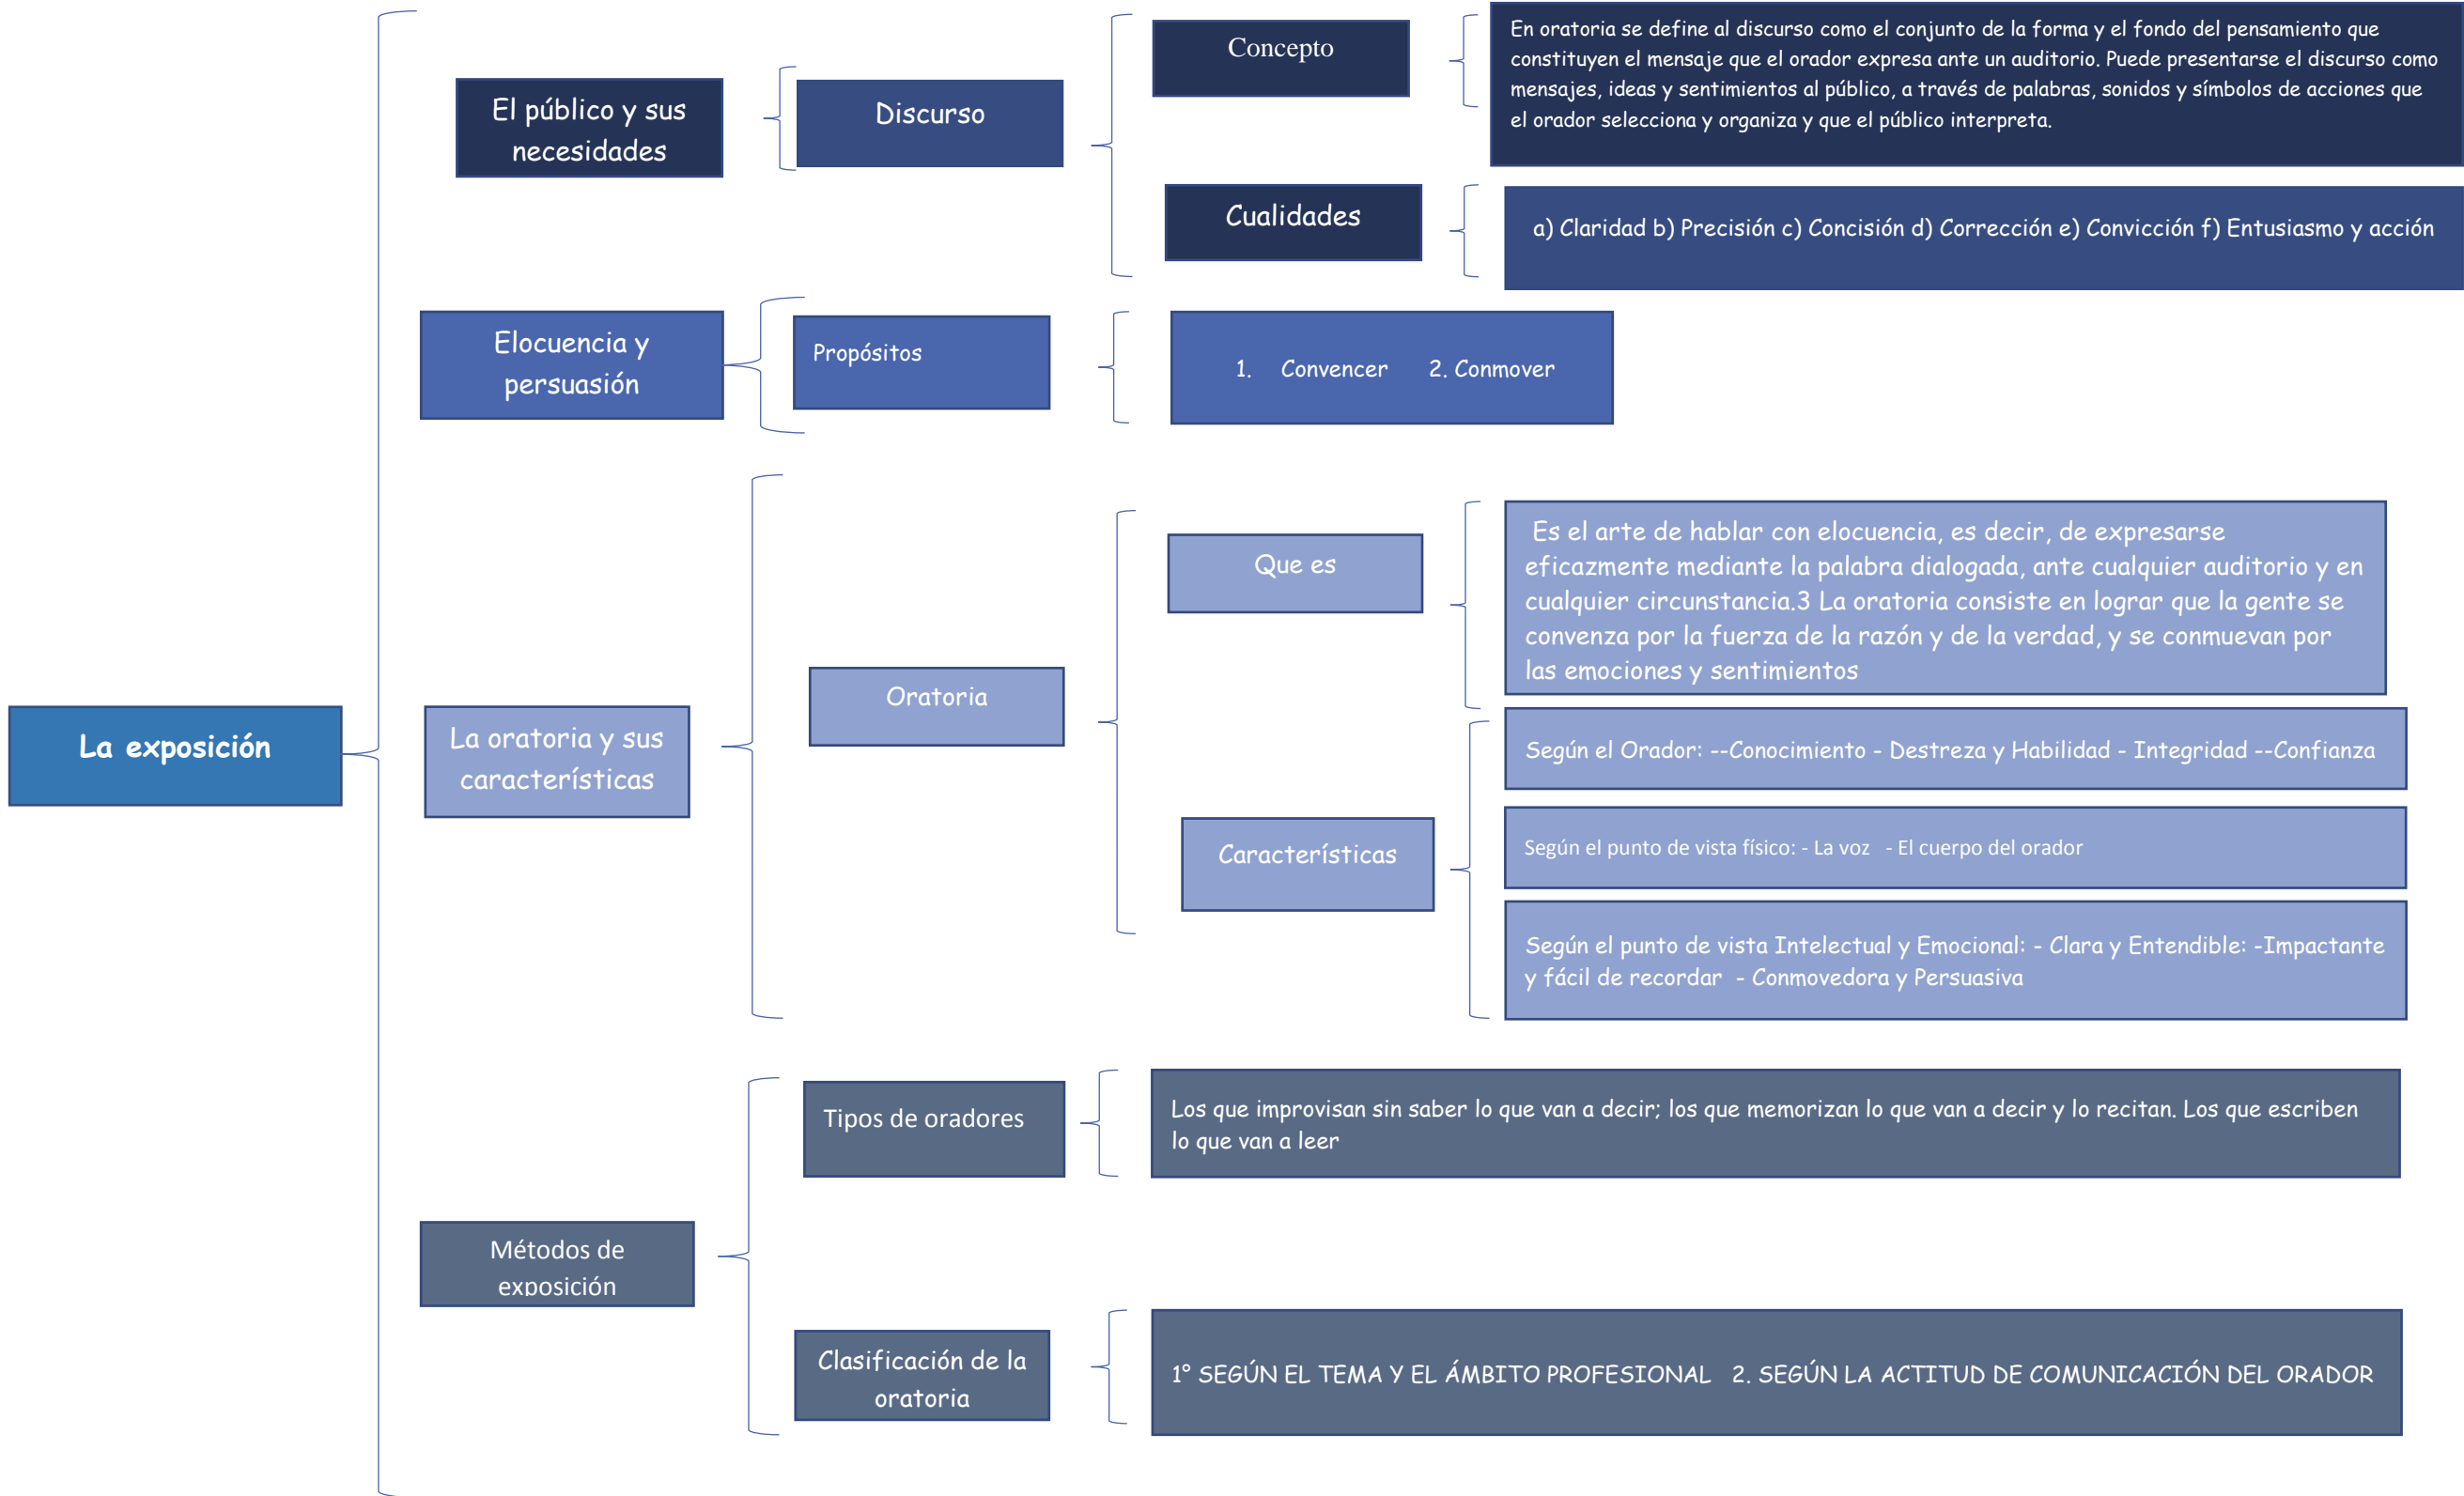 El público y sus
necesidades
Discurso
Concepto
En oratoria se define al discurso como el conjunto de la forma y el fondo del pensamiento que
constituyen el mensaje que el orador expresa ante un auditorio. Puede presentarse el discurso como
mensajes, ideas y sentimientos al público, a través de palabras, sonidos y símbolos de acciones que
el orador selecciona y organiza y que el público interpreta.
Cualidades
a) Claridad b) Precisión c) Concisión d) Corrección e) Convicción f) Entusiasmo y acción
Elocuencia y
persuasión
Propósitos
1. Convencer 2. Conmover
La exposición
La oratoria y sus
características
Oratoria
Que es
Es el arte de hablar con elocuencia, es decir, de expresarse
eficazmente mediante la palabra dialogada, ante cualquier auditorio y en
cualquier circunstancia.3 La oratoria consiste en lograr que la gente se
convenza por la fuerza de la razón y de la verdad, y se conmuevan por
las emociones y sentimientos
Características
Según el Orador: --Conocimiento - Destreza y Habilidad - Integridad --Confianza
Según el punto de vista físico: - La voz - El cuerpo del orador
Según el punto de vista Intelectual y Emocional: - Clara y Entendible: -Impactante
y fácil de recordar - Conmovedora y Persuasiva
Métodos de
exposición
Tipos de oradores
Los que improvisan sin saber lo que van a decir; los que memorizan lo que van a decir y lo recitan. Los que escriben
lo que van a leer
Clasificación de la
oratoria
1° SEGÚN EL TEMA Y EL ÁMBITO PROFESIONAL 2. SEGÚN LA ACTITUD DE COMUNICACIÓN DEL ORADOR